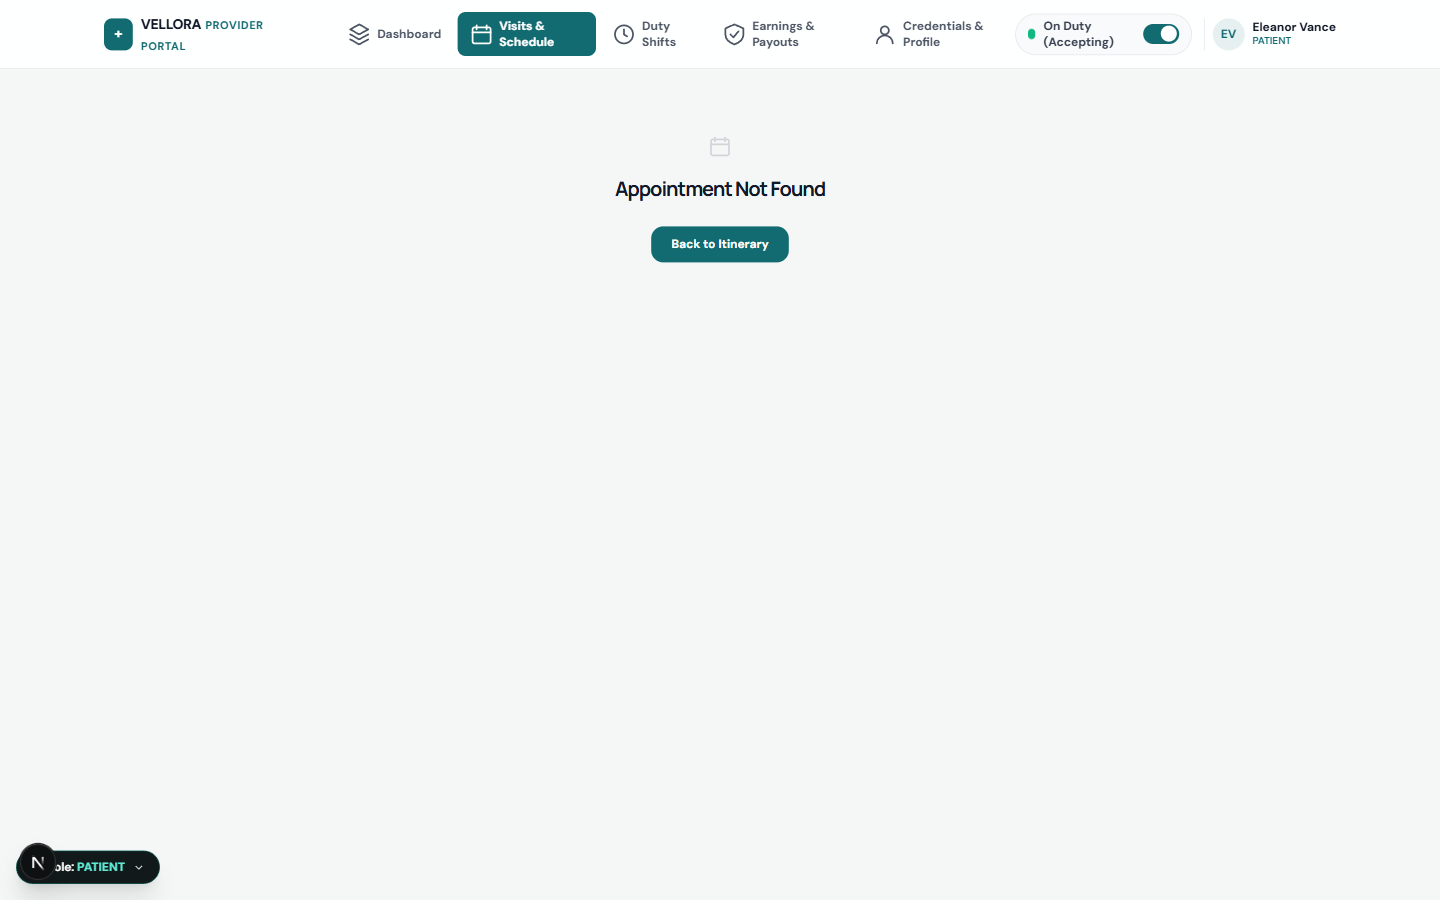 +
VELLORA PROVIDER
PORTAL
Dashboard
Visits &
Schedule
Duty
Shifts
Earnings &
Payouts
Credentials &
Profile
On Duty
(Accepting)
EV
Eleanor Vance
PATIENT
Appointment Not Found
Back to Itinerary
N
ole: PATIENT